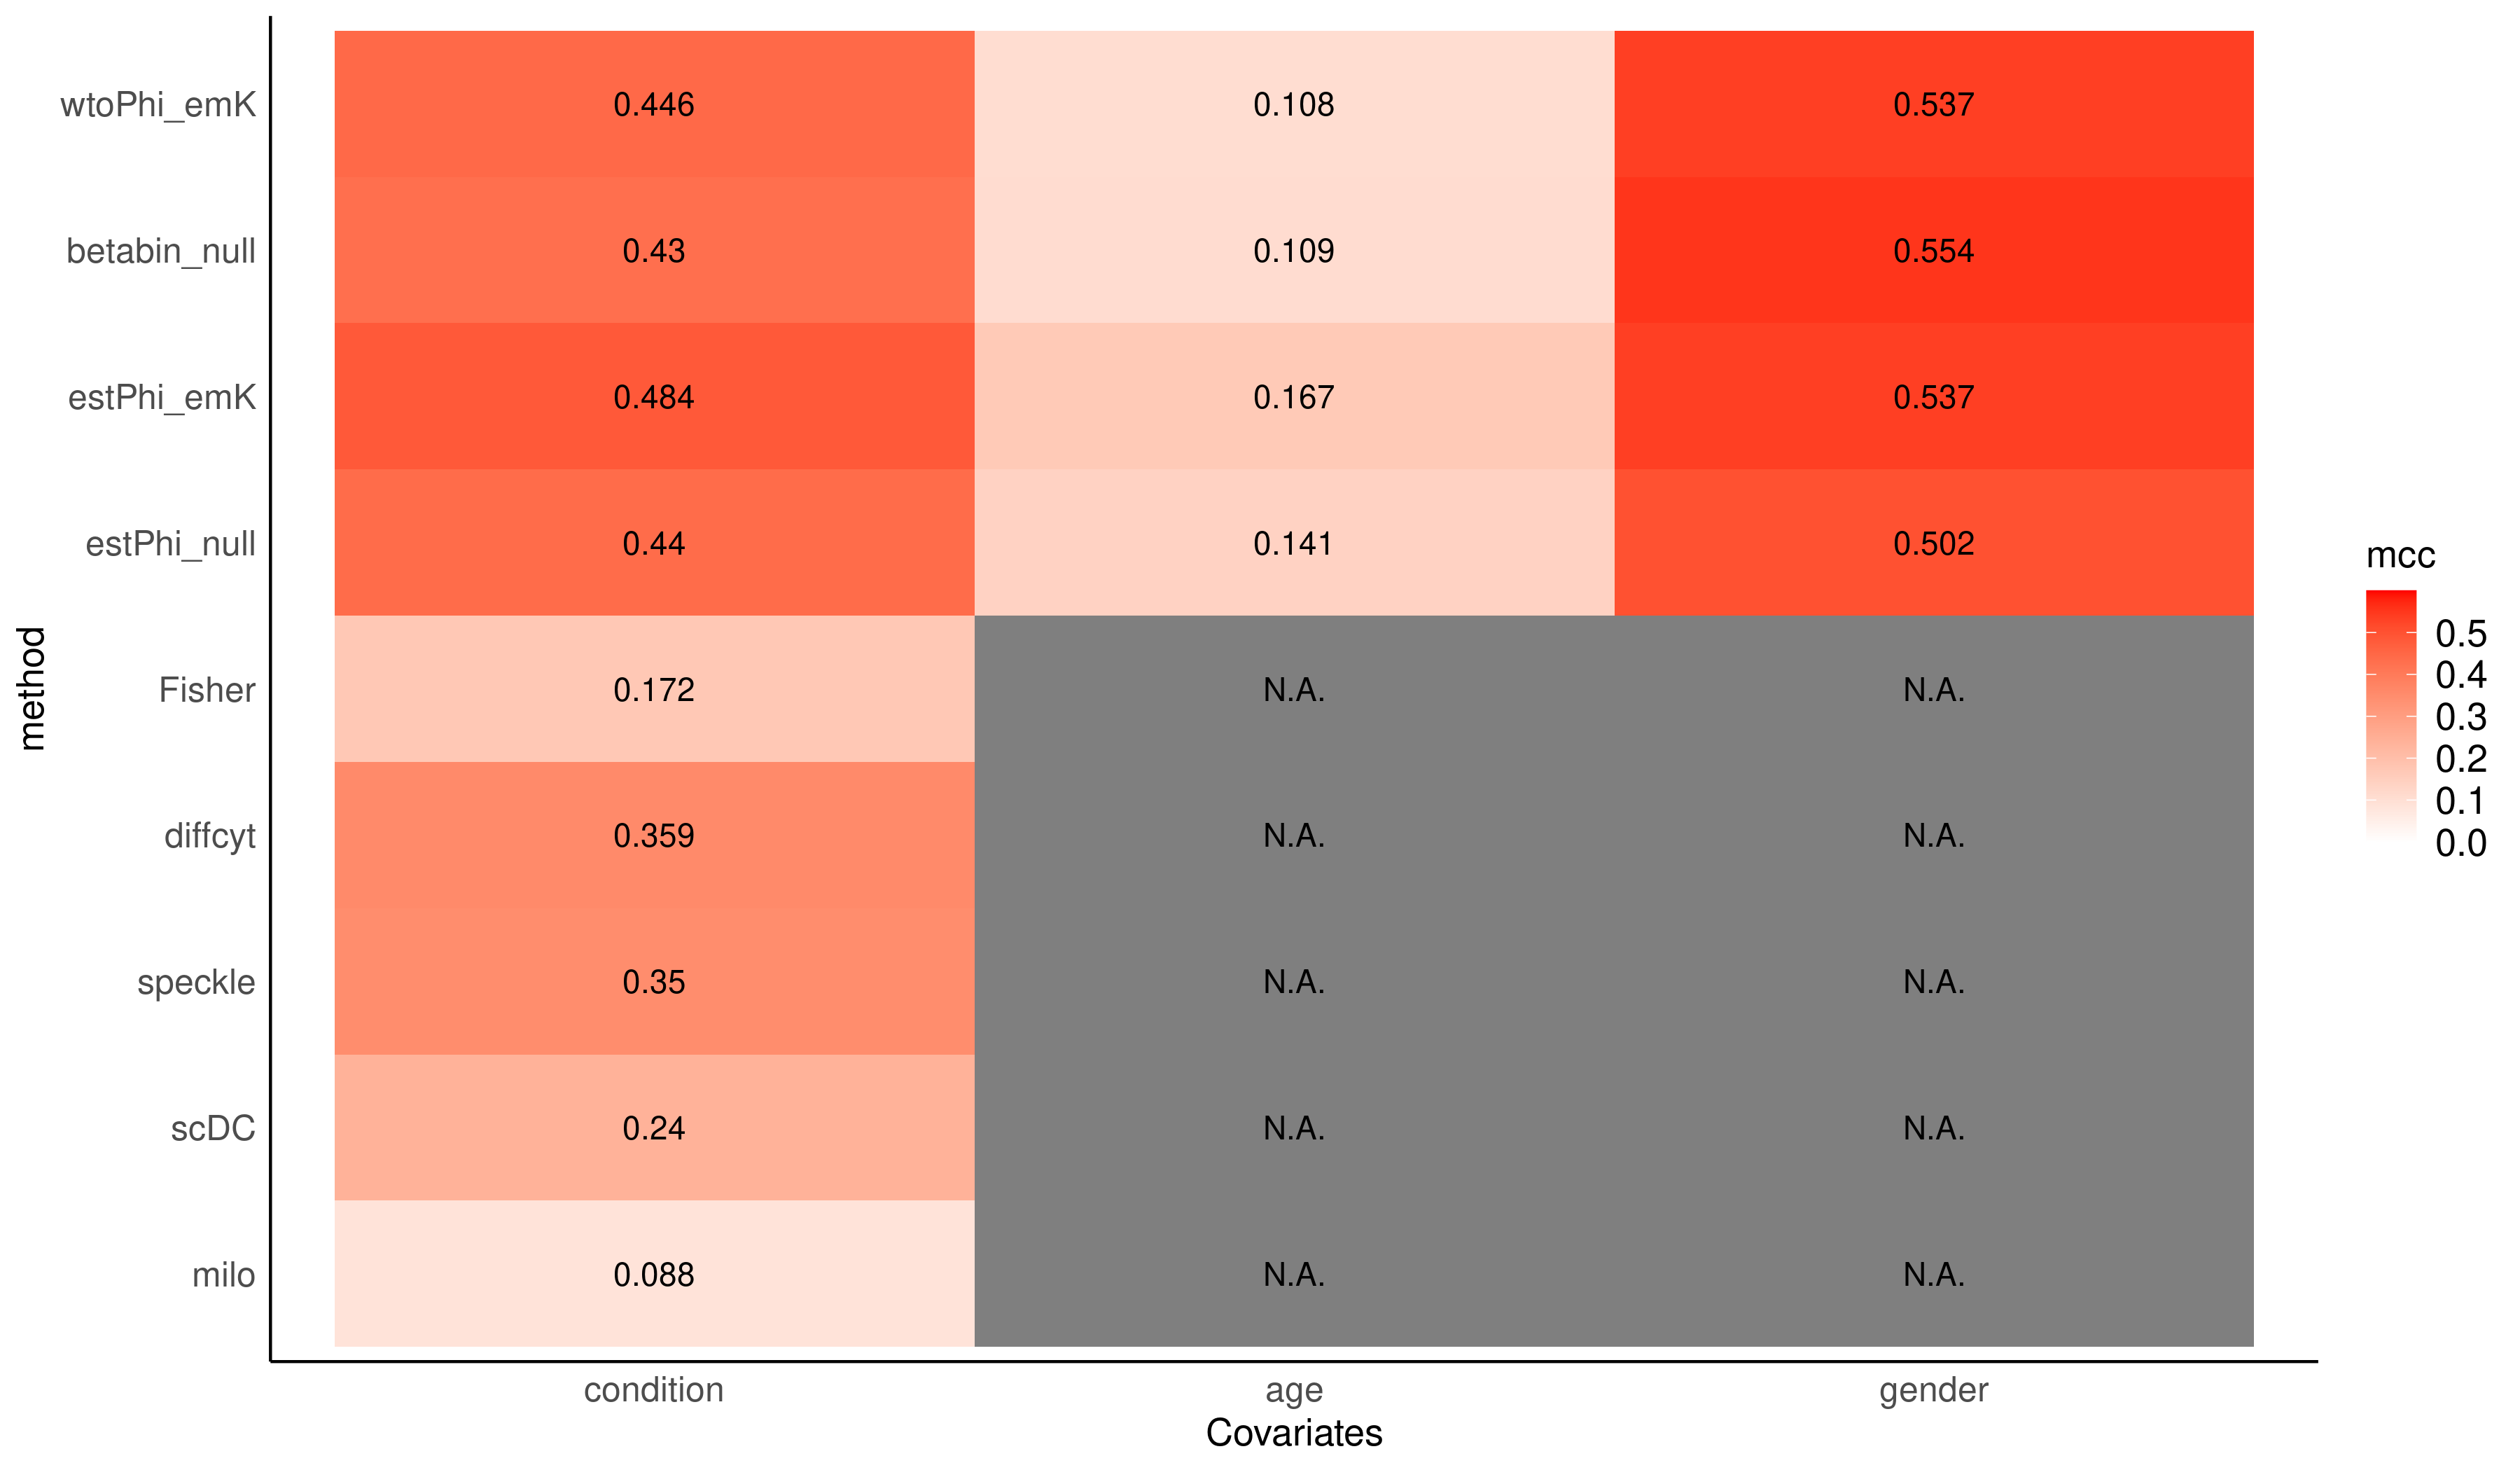 wtoPhi_emK 0.446 0.108 0.537
betabin_null 0.43 0.109 0.554
estPhi_emK 0.484 0.167 0.537
estPhi_null 0.44 0.141 0.502
Fisher 0.172 N.A. N.A.
diffcyt 0.359 N.A. N.A.
speckle 0.35 N.A. N.A.
scDC 0.24 N.A. N.A.
milo 0.088 N.A. N.A.
method
condition age gender
Covariates
mcc
0.5
0.4
0.3
0.2
0.1
0.0